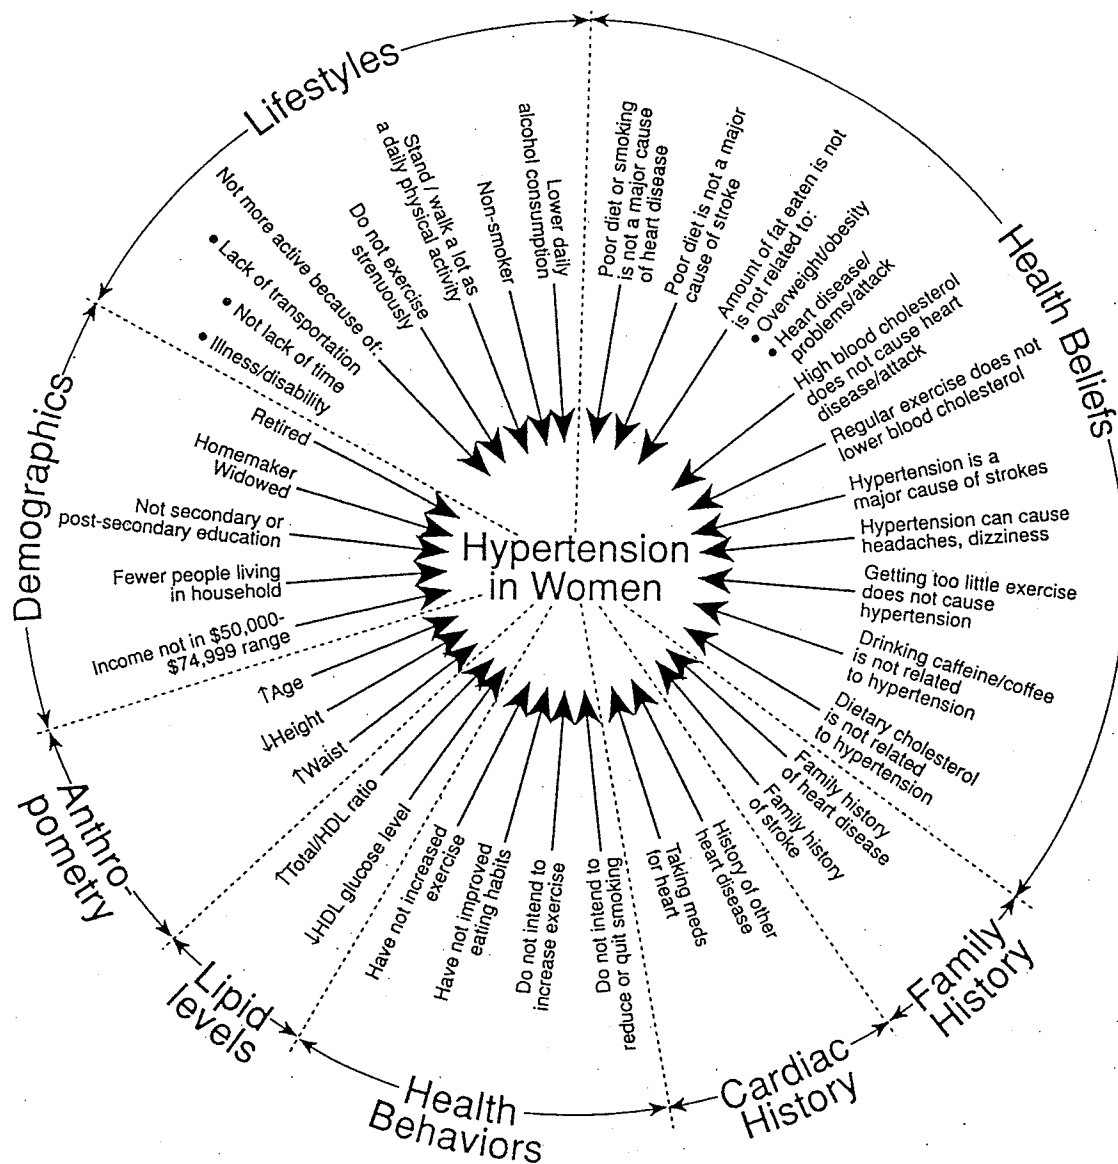 Lifestyles
Lower daily
alcohol consumption
Non-smoker
Stand / walk a lot as
a daily physical activity
Do not exercise
strenuously
Not more active because of:
• Lack of transportation
• Not lack of time
• Illness/disability
Health Beliefs
Poor diet or smoking
is not a major cause
of heart disease
Poor diet is not a major
cause of stroke
Amount of fat eaten is not
is not related to:
• Overweight/obesity
• Heart disease/
problems/attack
High blood cholesterol
does not cause heart
disease/attack
Regular exercise does not
lower blood cholesterol
Hypertension is a
major cause of strokes
Hypertension can cause
headaches, dizziness
Getting too little exercise
does not cause
hypertension
Drinking caffeine/coffee
is not related
to hypertension
Dietary cholesterol
is not related
to hypertension
Family
History
Family history
of heart disease
Family history
of stroke
Cardiac
History
History of other
heart disease
Taking meds
for heart
Health
Behaviors
Do not intend to
reduce or quit smoking
Do not intend to
increase exercise
Have not improved
eating habits
Have not increased
exercise
Lipid
levels
↓HDL glucose level
↑Total/HDL ratio
Anthro-
pometry
↑Waist
↓Height
↑Age
Demographics
Income not in $50,000-
$74,999 range
Fewer people living
in household
Not secondary or
post-secondary education
Homemaker
Widowed
Retired
Hypertension
in Women